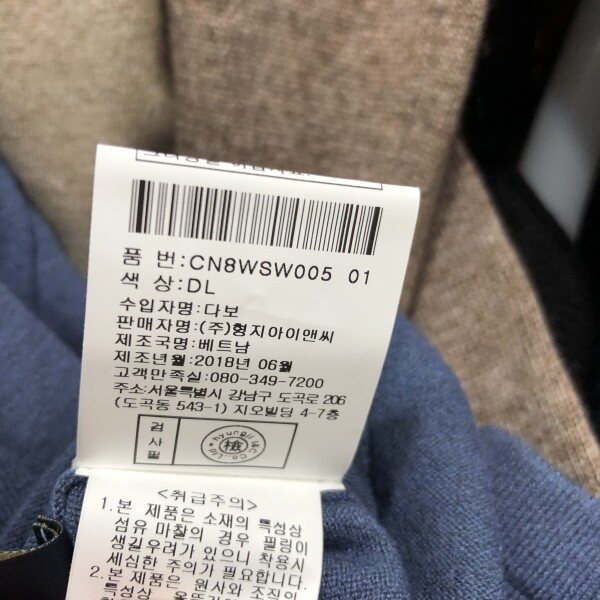 품 번:CN8WSW005 01
색 상:DL
수입자명:다보
판매자명:(주)형지아이앤씨
제조국명:베트남
제조년월:2018년 06월
고객만족실:080-349-7200
주소:서울특별시 강남구 도곡로 206
(도곡동 543-1) 지오빌딩 4-7층
검
사
필
hyungji I&C Co., Ltd.
<취급주의>
1.본 제품은 소재의 특성상
섬유 마찰의 경우 필링이
생길우려가 있으니 착용시
세심한 주의가 필요합니다.
2.본 제품은 원사와 조직의
특성상